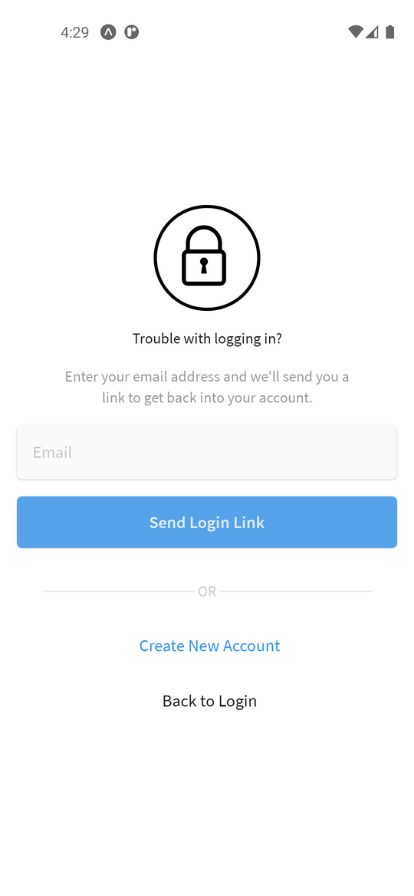 4:29
Trouble with logging in?
Enter your email address and we'll send you a
link to get back into your account.
Email
Send Login Link
OR
Create New Account
Back to Login